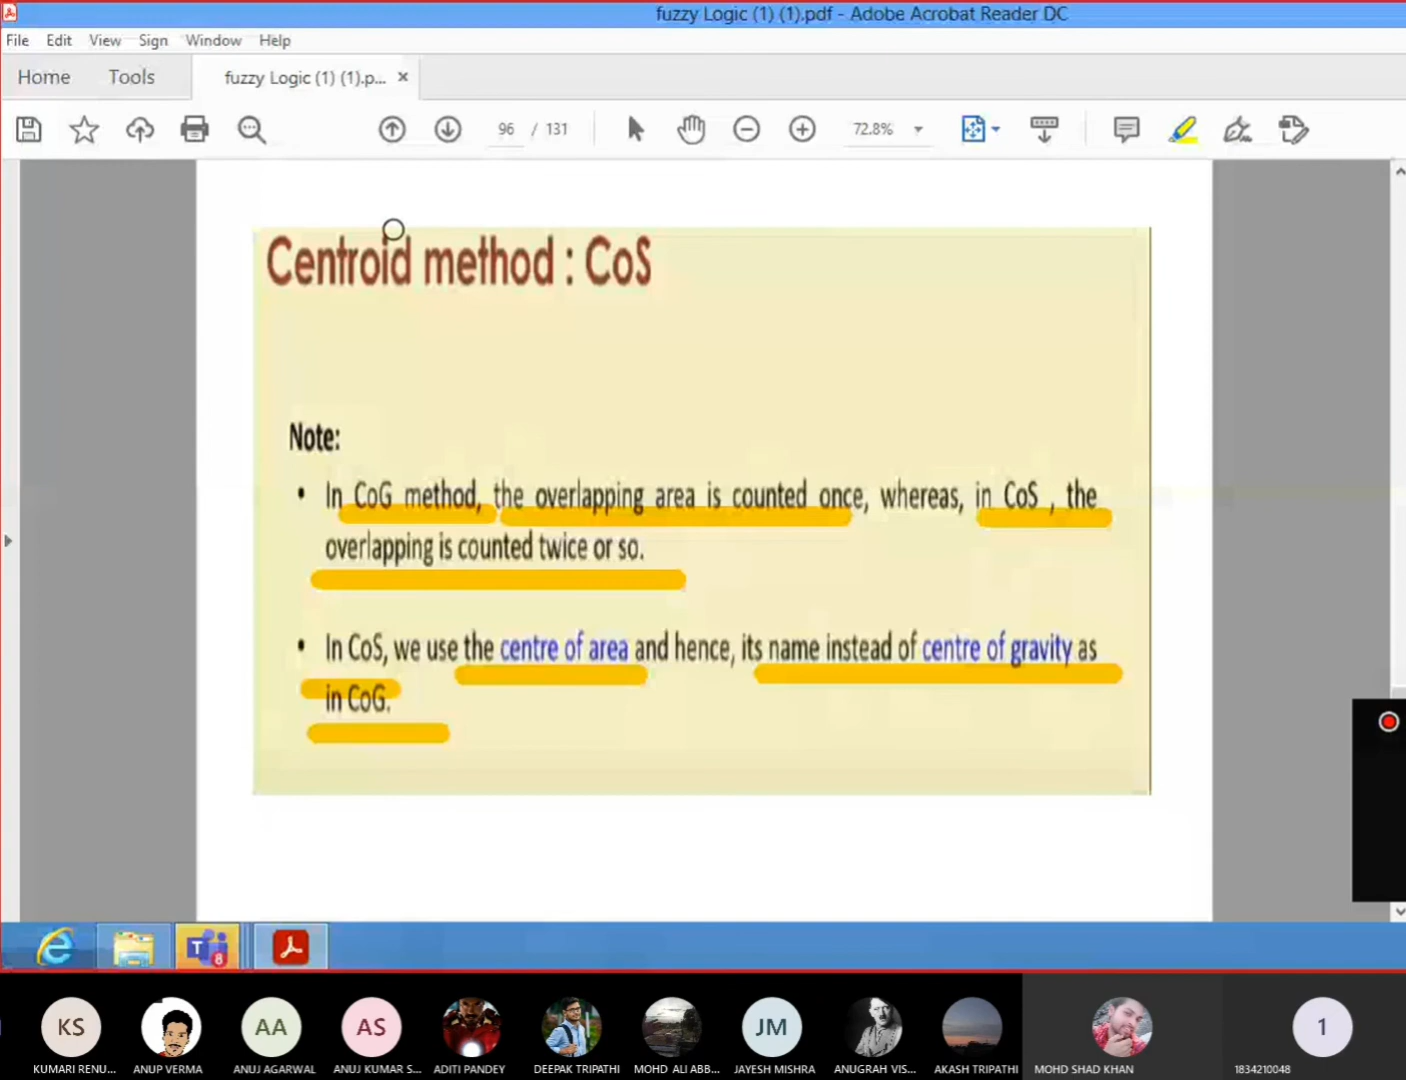 fuzzy Logic (1) (1).pdf - Adobe Acrobat Reader DC
File Edit View Sign Window Help
Home Tools fuzzy Logic (1) (1).p... ×
96 / 131 72.8%
Centroid method : CoS
Note:
• In CoG method, the overlapping area is counted once, whereas, in CoS , the
overlapping is counted twice or so.
• In CoS, we use the centre of area and hence, its name instead of centre of gravity as
in CoG.
T 8
KS AA AS JM 1
KUMARI RENU... ANUP VERMA ANUJ AGARWAL ANUJ KUMAR S... ADITI PANDEY DEEPAK TRIPATHI MOHD ALI ABB... JAYESH MISHRA ANUGRAH VIS... AKASH TRIPATHI MOHD SHAD KHAN 1834210048